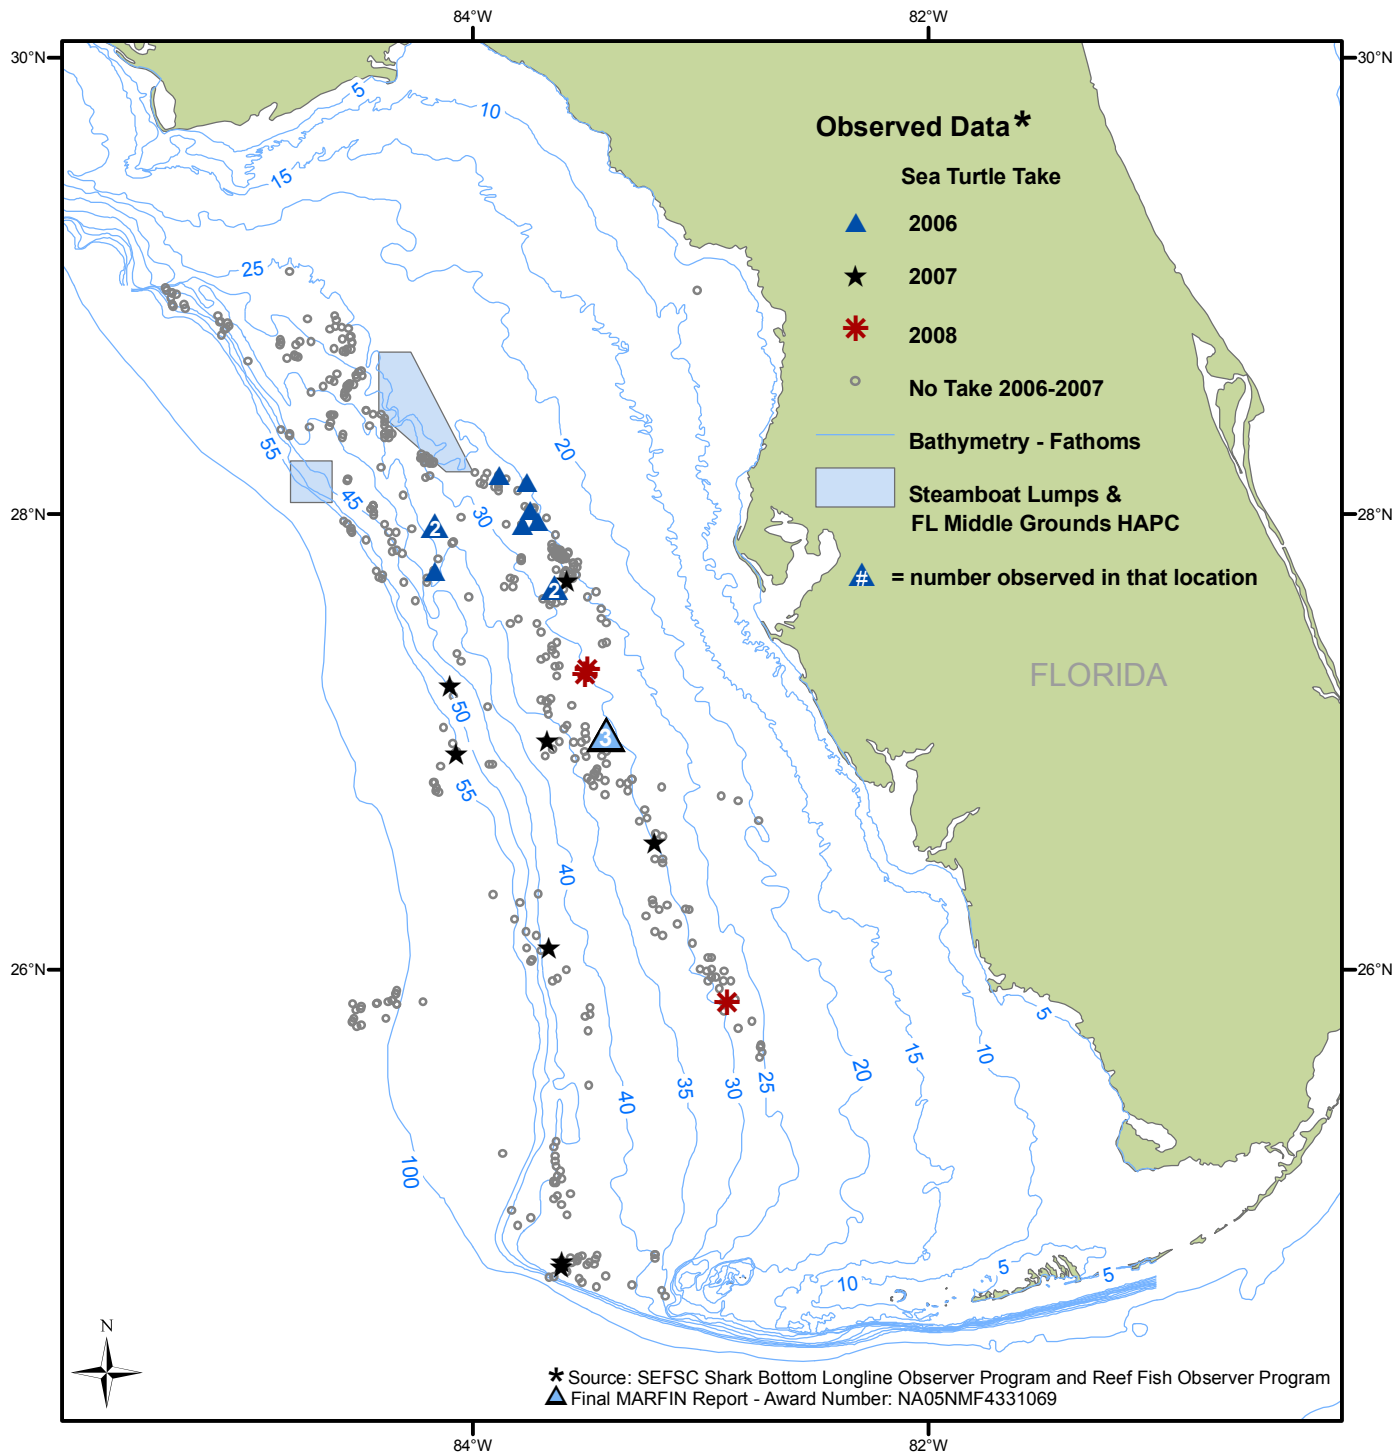 84°W
82°W
30°N
30°N
5
10
Observed Data*
15
Sea Turtle Take
2006
25
2007
2008
No Take 2006-2007
20
Bathymetry - Fathoms
55
45
Steamboat Lumps &
FL Middle Grounds HAPC
28°N
30
28°N
2
# = number observed in that location
2
FLORIDA
50
3
55
40
26°N
26°N
5
15
10
20
25
30
35
40
100
5
5
10
N
* Source: SEFSC Shark Bottom Longline Observer Program and Reef Fish Observer Program
Final MARFIN Report - Award Number: NA05NMF4331069
84°W
82°W